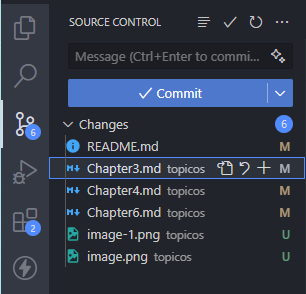 SOURCE CONTROL
Message (Ctrl+Enter to commi...
Commit
Changes 6
README.md M
Chapter3.md topicos M
Chapter4.md topicos M
Chapter6.md topicos M
image-1.png topicos U
image.png topicos U
6
2